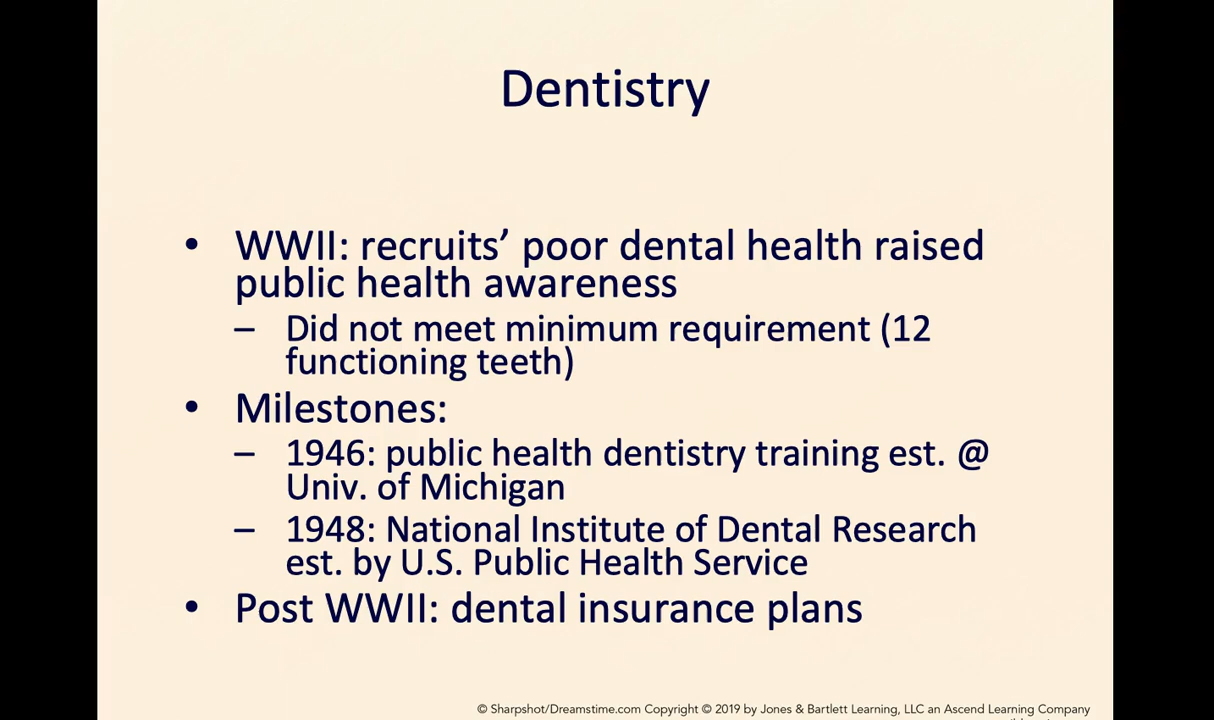 Dentistry
• WWII: recruits’ poor dental health raised
public health awareness
– Did not meet minimum requirement (12
functioning teeth)
• Milestones:
– 1946: public health dentistry training est. @
Univ. of Michigan
– 1948: National Institute of Dental Research
est. by U.S. Public Health Service
• Post WWII: dental insurance plans
© Sharpshot/Dreamstime.com Copyright © 2019 by Jones & Bartlett Learning, LLC an Ascend Learning Company